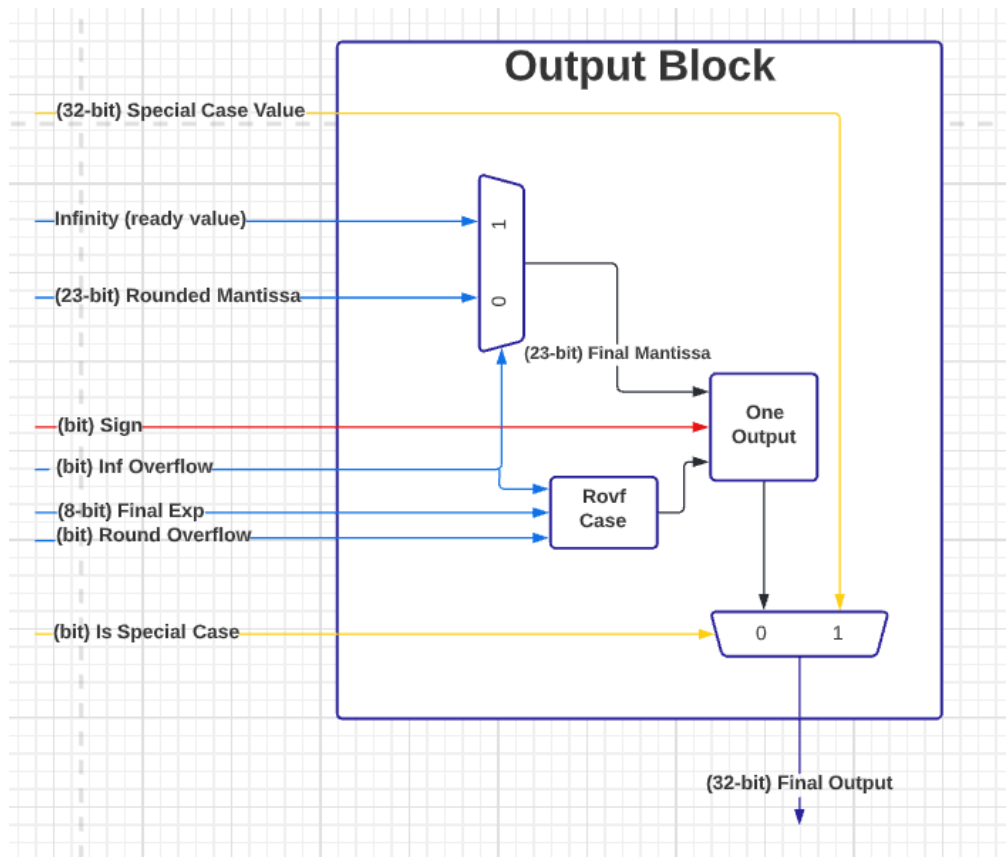 Output Block
(32-bit) Special Case Value
Infinity (ready value)
1
(23-bit) Rounded Mantissa
0
(23-bit) Final Mantissa
(bit) Sign
One
Output
(bit) Inf Overflow
(8-bit) Final Exp
(bit) Round Overflow
Rovf
Case
(bit) Is Special Case
0 1
(32-bit) Final Output